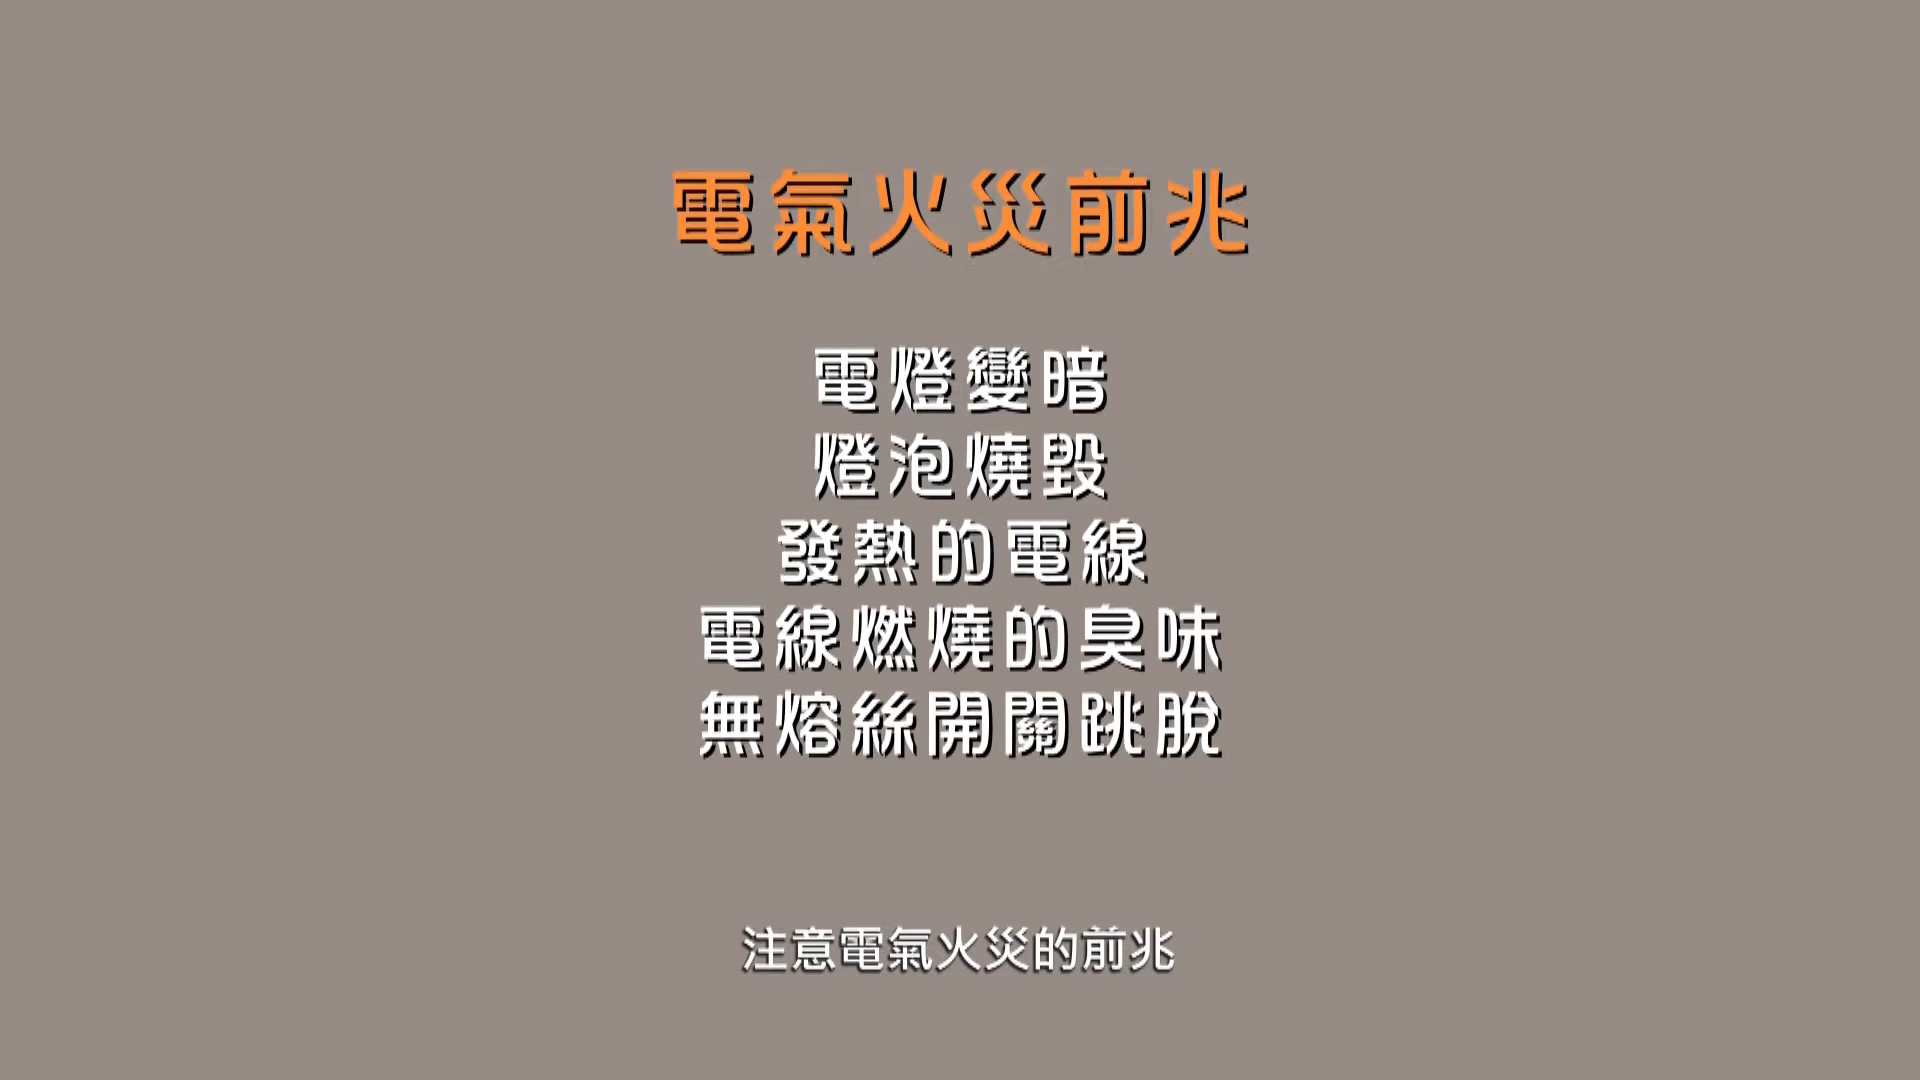 電氣火災前兆
電燈變暗
燈泡燒毀
發熱的電線
電線燃燒的臭味
無熔絲開關跳脫
注意電氣火災的前兆